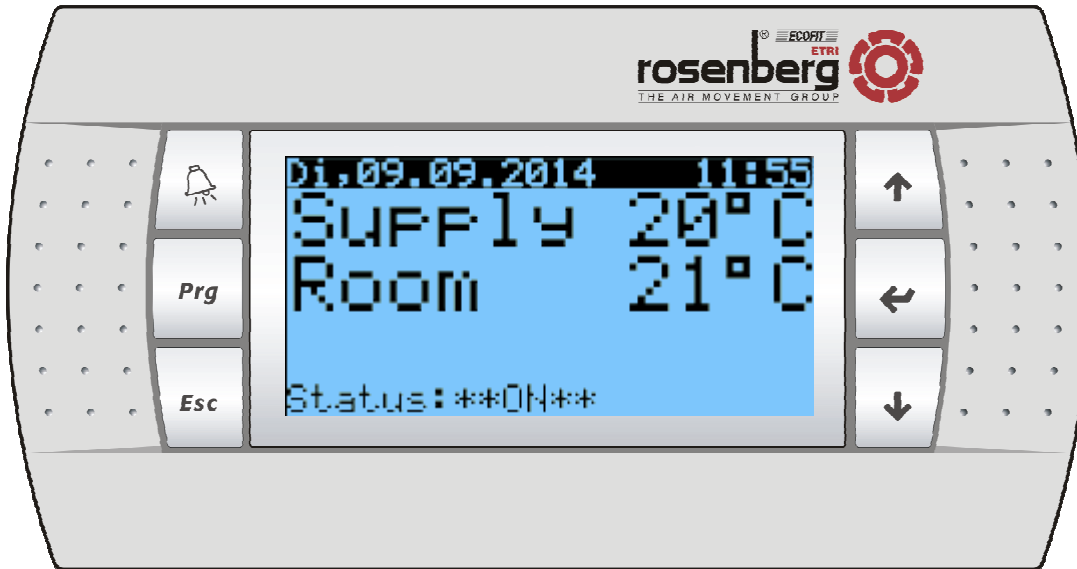 ® ECOFIT
ETRI
rosenberg
THE AIR MOVEMENT GROUP
Di,09.09.2014 11:55
Supply 20°C
Room 21°C
Prg
Status:**ON**
Esc